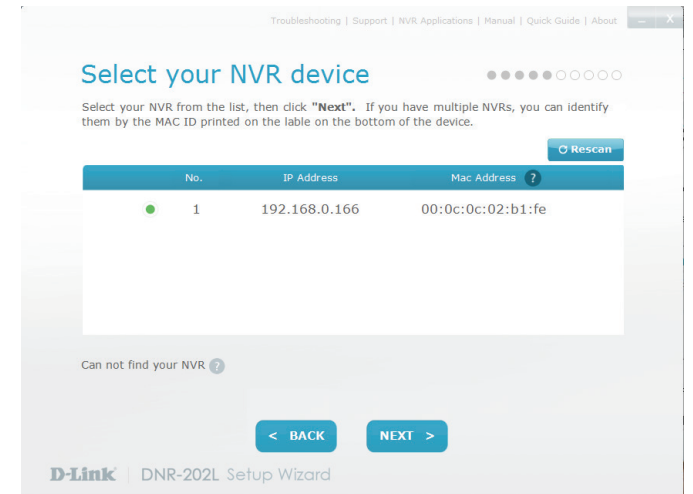 Troubleshooting | Support | NVR Applications | Manual | Quick Guide | About _ X
Select your NVR device
Select your NVR from the list, then click "Next". If you have multiple NVRs, you can identify
them by the MAC ID printed on the lable on the bottom of the device.
Rescan
No. IP Address Mac Address ?
1 192.168.0.166 00:0c:0c:02:b1:fe
Can not find your NVR ?
< BACK NEXT >
D-Link | DNR-202L Setup Wizard